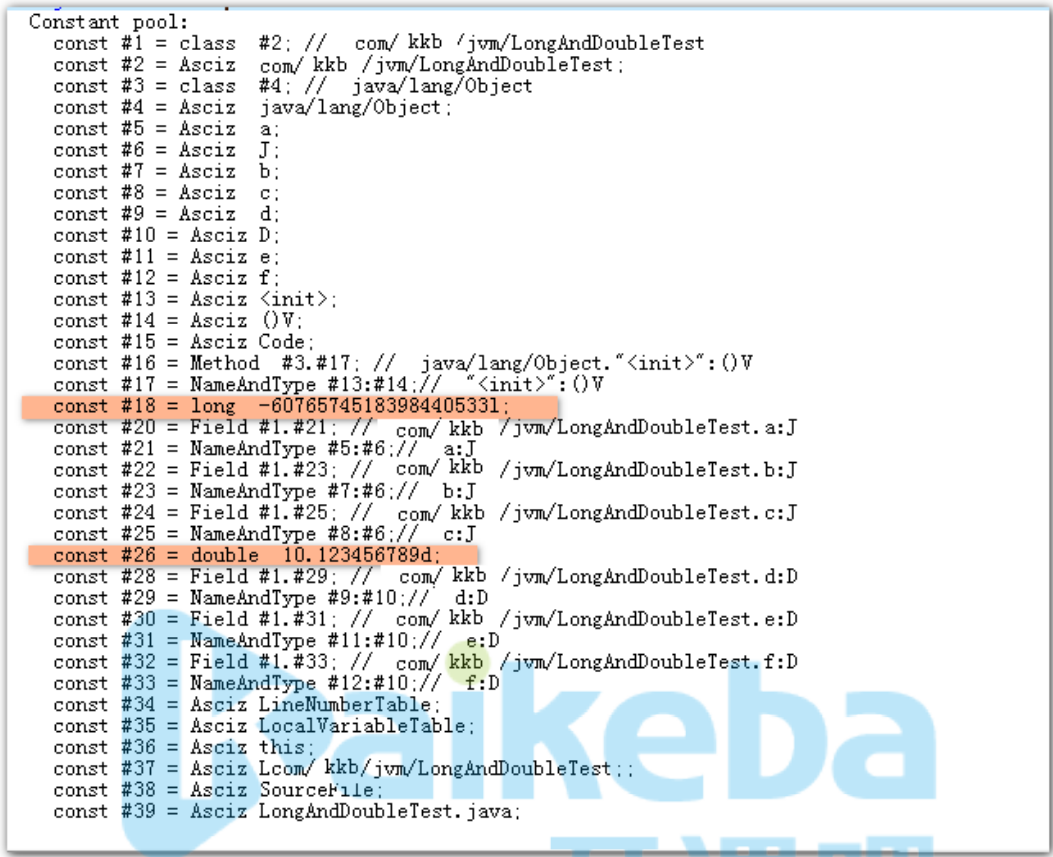 Constant pool:
const #1 = class  #2; //  com/ kkb /jvm/LongAndDoubleTest
const #2 = Asciz  com/ kkb /jvm/LongAndDoubleTest;
const #3 = class  #4; //  java/lang/Object
const #4 = Asciz  java/lang/Object;
const #5 = Asciz  a;
const #6 = Asciz  J;
const #7 = Asciz  b;
const #8 = Asciz  c;
const #9 = Asciz  d;
const #10 = Asciz D;
const #11 = Asciz e;
const #12 = Asciz f;
const #13 = Asciz <init>;
const #14 = Asciz ()V;
const #15 = Asciz Code;
const #16 = Method  #3.#17; //  java/lang/Object."<init>":()V
const #17 = NameAndType #13:#14;//  "<init>":()V
const #18 = long  -6076574518398440533l;
const #20 = Field #1.#21; //  com/ kkb /jvm/LongAndDoubleTest.a:J
const #21 = NameAndType #5:#6;//  a:J
const #22 = Field #1.#23; //  com/ kkb /jvm/LongAndDoubleTest.b:J
const #23 = NameAndType #7:#6;//  b:J
const #24 = Field #1.#25; //  com/ kkb /jvm/LongAndDoubleTest.c:J
const #25 = NameAndType #8:#6;//  c:J
const #26 = double  10.123456789d;
const #28 = Field #1.#29; //  com/ kkb /jvm/LongAndDoubleTest.d:D
const #29 = NameAndType #9:#10;//  d:D
const #30 = Field #1.#31; //  com/ kkb /jvm/LongAndDoubleTest.e:D
const #31 = NameAndType #11:#10;//  e:D
const #32 = Field #1.#33; //  com/ kkb /jvm/LongAndDoubleTest.f:D
const #33 = NameAndType #12:#10;//  f:D
const #34 = Asciz LineNumberTable;
const #35 = Asciz LocalVariableTable;
const #36 = Asciz this;
const #37 = Asciz Lcom/ kkb/jvm/LongAndDoubleTest;;
const #38 = Asciz SourceFile;
const #39 = Asciz LongAndDoubleTest.java;
aikeba